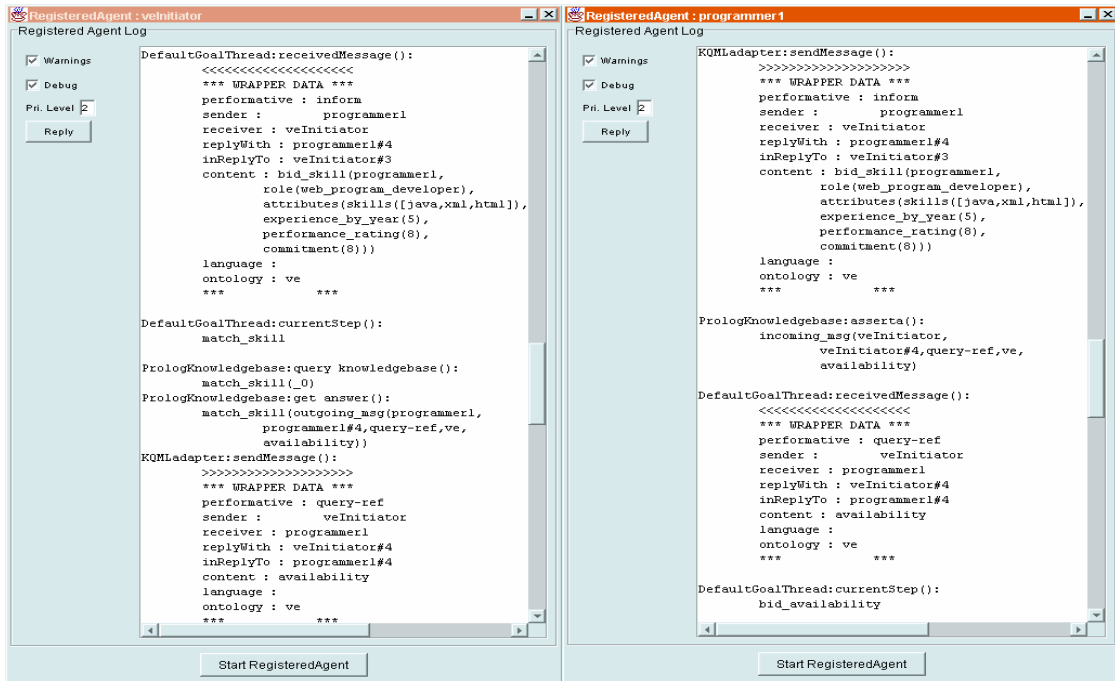 RegisteredAgent : veInitiator
Registered Agent Log
Warnings
Debug
Pri. Level 2
Reply
DefaultGoalThread:receivedMessage():
<<<<<<<<<<<<<<<<<<<<
*** WRAPPER DATA ***
performative : inform
sender : programmer1
receiver : veInitiator
replyWith : programmer1#4
inReplyTo : veInitiator#3
content : bid_skill(programmer1,
role(web_program_developer),
attributes(skills([java,xml,html]),
experience_by_year(5),
performance_rating(8),
commitment(8)))
language :
ontology : ve
*** ***
DefaultGoalThread:currentStep():
match_skill
PrologKnowledgebase:query knowledgebase():
match_skill(_0)
PrologKnowledgebase:get answer():
match_skill(outgoing_msg(programmer1,
programmer1#4,query-ref,ve,
availability))
KQMLadapter:sendMessage():
>>>>>>>>>>>>>>>>>>>>
*** WRAPPER DATA ***
performative : query-ref
sender : veInitiator
receiver : programmer1
replyWith : veInitiator#4
inReplyTo : programmer1#4
content : availability
language :
ontology : ve
*** ***
Start RegisteredAgent
RegisteredAgent : programmer1
Registered Agent Log
Warnings
Debug
Pri. Level 2
Reply
KQMLadapter:sendMessage():
>>>>>>>>>>>>>>>>>>>>
*** WRAPPER DATA ***
performative : inform
sender : programmer1
receiver : veInitiator
replyWith : programmer1#4
inReplyTo : veInitiator#3
content : bid_skill(programmer1,
role(web_program_developer),
attributes(skills([java,xml,html]),
experience_by_year(5),
performance_rating(8),
commitment(8)))
language :
ontology : ve
*** ***
PrologKnowledgebase:asserta():
incoming_msg(veInitiator,
veInitiator#4,query-ref,ve,
availability)
DefaultGoalThread:receivedMessage():
<<<<<<<<<<<<<<<<<<<<
*** WRAPPER DATA ***
performative : query-ref
sender : veInitiator
receiver : programmer1
replyWith : veInitiator#4
inReplyTo : programmer1#4
content : availability
language :
ontology : ve
*** ***
DefaultGoalThread:currentStep():
bid_availability
Start RegisteredAgent